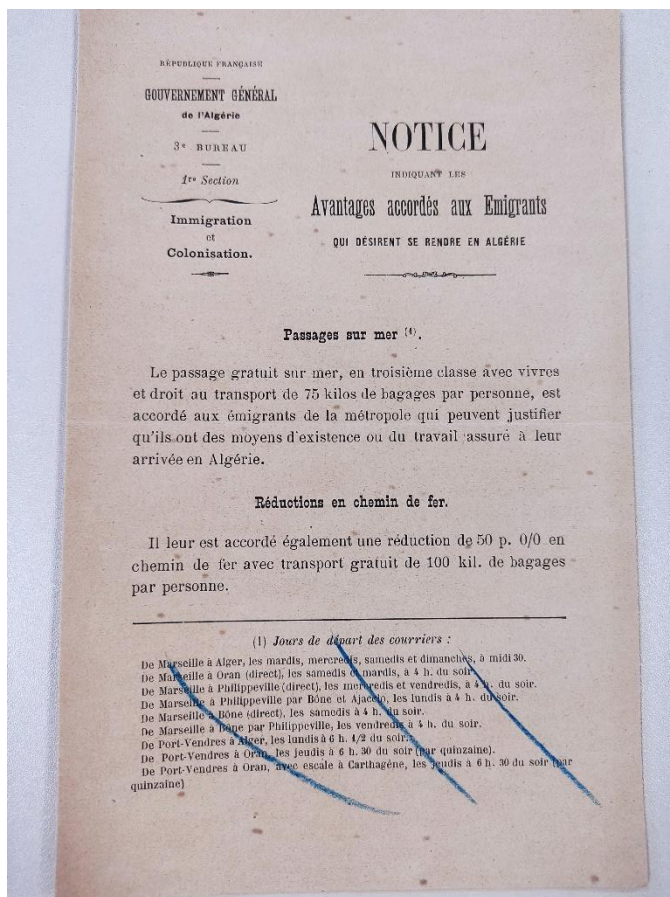 RÉPUBLIQUE FRANÇAISE
GOUVERNEMENT GÉNÉRAL
de l'Algérie
3e BUREAU
1re Section
Immigration
et
Colonisation.
NOTICE
INDIQUANT LES
Avantages accordés aux Emigrants
QUI DÉSIRENT SE RENDRE EN ALGÉRIE
Passages sur mer (1).
Le passage gratuit sur mer, en troisième classe avec vivres
et droit au transport de 75 kilos de bagages par personne, est
accordé aux émigrants de la métropole qui peuvent justifier
qu'ils ont des moyens d'existence ou du travail assuré à leur
arrivée en Algérie.
Réductions en chemin de fer.
Il leur est accordé également une réduction de 50 p. 0/0 en
chemin de fer avec transport gratuit de 100 kil. de bagages
par personne.
(1) Jours de départ des courriers :
De Marseille à Alger, les mardis, mercredis, samedis et dimanches, à midi 30.
De Marseille à Oran (direct), les samedis mardis, à 4 h. du soir.
De Marseille à Philippeville (direct), les mercredis et vendredis, à 4 h. du soir.
De Marseille à Philippeville par Bône et Ajaccio, les lundis à 4 h. du soir.
De Marseille à Bône (direct), les samedis à 4 h. du soir.
De Marseille à Bône par Philippeville, les vendredis à 4 h. du soir.
De Port-Vendres à Alger, les lundis à 6 h. 1/2 du soir.
De Port-Vendres à Oran, les jeudis à 6 h. 30 du soir (par quinzaine).
De Port-Vendres à Oran, avec escale à Carthagène, les jeudis à 6 h. 30 du soir (par
quinzaine)